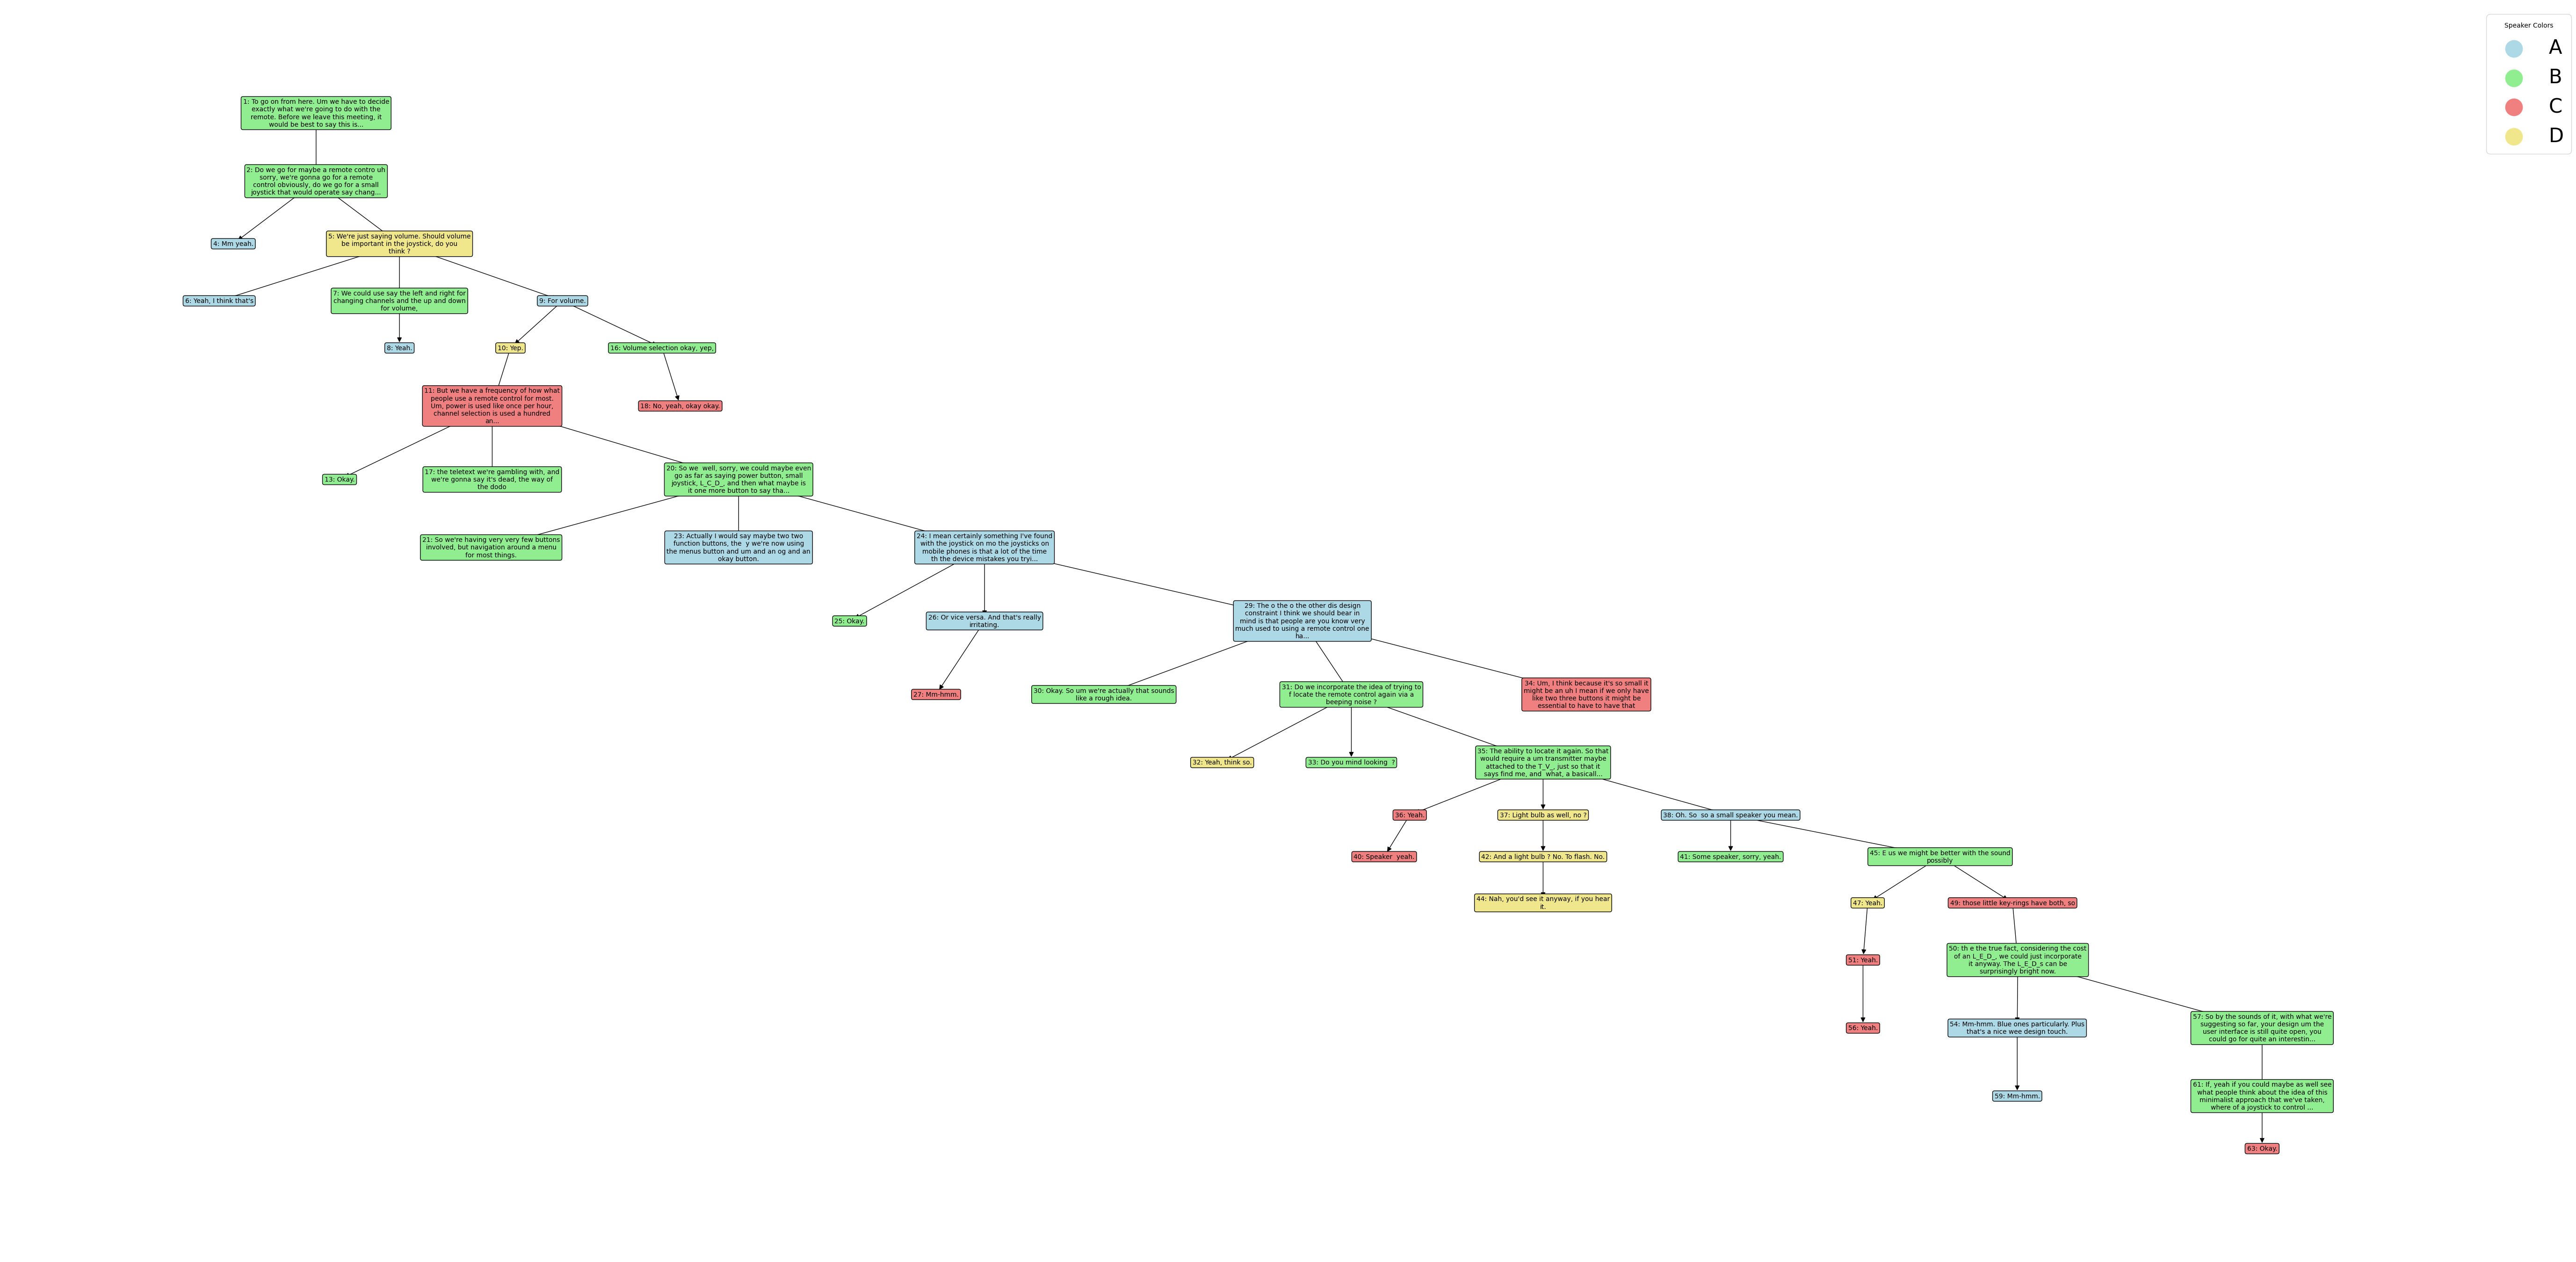 Speaker Colors
A
B
C
D
1: To go on from here. Um we have to decide
exactly what we're going to do with the
remote. Before we leave this meeting, it
would be best to say this is...
2: Do we go for maybe a remote contro uh
sorry, we're gonna go for a remote
control obviously, do we go for a small
joystick that would operate say chang...
4: Mm yeah.
5: We're just saying volume. Should volume
be important in the joystick, do you
think ?
6: Yeah, I think that's
7: We could use say the left and right for
changing channels and the up and down
for volume,
9: For volume.
8: Yeah.
10: Yep.
16: Volume selection okay, yep,
11: But we have a frequency of how what
people use a remote control for most.
Um, power is used like once per hour,
channel selection is used a hundred
an...
18: No, yeah, okay okay.
13: Okay.
17: the teletext we're gambling with, and
we're gonna say it's dead, the way of
the dodo
20: So we  well, sorry, we could maybe even
go as far as saying power button, small
joystick, L_C_D_, and then what maybe is
it one more button to say tha...
21: So we're having very very few buttons
involved, but navigation around a menu
for most things.
23: Actually I would say maybe two two
function buttons, the  y we're now using
the menus button and um and an og and an
okay button.
24: I mean certainly something I've found
with the joystick on mo the joysticks on
mobile phones is that a lot of the time
th the device mistakes you tryi...
25: Okay.
26: Or vice versa. And that's really
irritating.
29: The o the o the other dis design
constraint I think we should bear in
mind is that people are you know very
much used to using a remote control one
ha...
27: Mm-hmm.
30: Okay. So um we're actually that sounds
like a rough idea.
31: Do we incorporate the idea of trying to
f locate the remote control again via a
beeping noise ?
34: Um, I think because it's so small it
might be an uh I mean if we only have
like two three buttons it might be
essential to have to have that
32: Yeah, think so.
33: Do you mind looking  ?
35: The ability to locate it again. So that
would require a um transmitter maybe
attached to the T_V_, just so that it
says find me, and  what, a basicall...
36: Yeah.
37: Light bulb as well, no ?
38: Oh. So  so a small speaker you mean.
40: Speaker  yeah.
42: And a light bulb ? No. To flash. No.
41: Some speaker, sorry, yeah.
45: E us we might be better with the sound
possibly
44: Nah, you'd see it anyway, if you hear
it.
47: Yeah.
49: those little key-rings have both, so
51: Yeah.
50: th e the true fact, considering the cost
of an L_E_D_, we could just incorporate
it anyway. The L_E_D_s can be
surprisingly bright now.
56: Yeah.
54: Mm-hmm. Blue ones particularly. Plus
that's a nice wee design touch.
57: So by the sounds of it, with what we're
suggesting so far, your design um the
user interface is still quite open, you
could go for quite an interestin...
59: Mm-hmm.
61: If, yeah if you could maybe as well see
what people think about the idea of this
minimalist approach that we've taken,
where of a joystick to control ...
63: Okay.